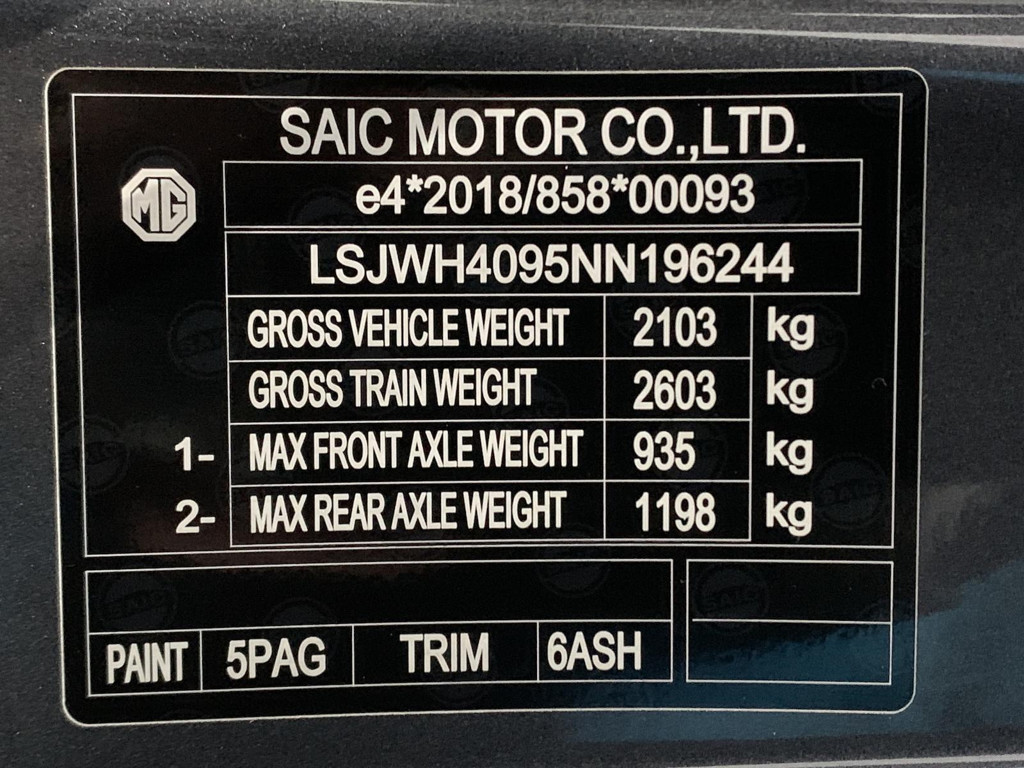 SAIC MOTOR CO.,LTD.
MG
e4*2018/858*00093
LSJWH4095NN196244
GROSS VEHICLE WEIGHT 2103 kg
GROSS TRAIN WEIGHT 2603 kg
1- MAX FRONT AXLE WEIGHT 935 kg
2- MAX REAR AXLE WEIGHT 1198 kg
PAINT 5PAG TRIM 6ASH